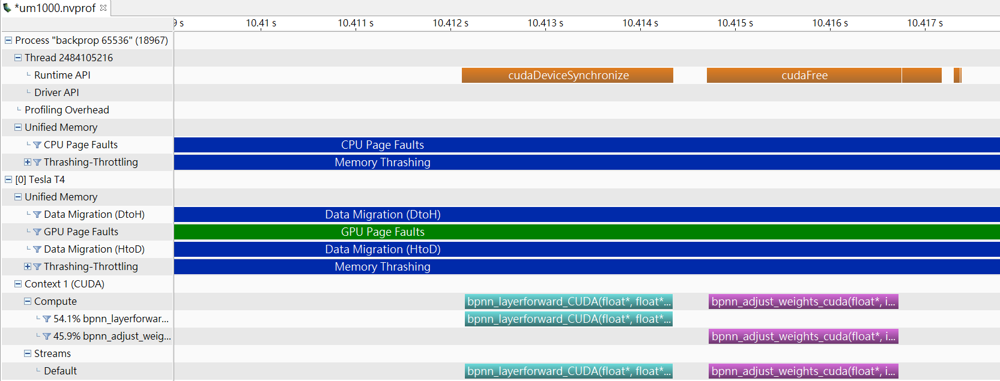 *um1000.nvprof
9 s 10.41 s 10.411 s 10.412 s 10.413 s 10.414 s 10.415 s 10.416 s 10.417 s
Process "backprop 65536" (18967)
Thread 2484105216
Runtime API cudaDeviceSynchronize cudaFree
Driver API
Profiling Overhead
Unified Memory
CPU Page Faults CPU Page Faults
Thrashing-Throttling Memory Thrashing
[0] Tesla T4
Unified Memory
Data Migration (DtoH) Data Migration (DtoH)
GPU Page Faults GPU Page Faults
Data Migration (HtoD) Data Migration (HtoD)
Thrashing-Throttling Memory Thrashing
Context 1 (CUDA)
Compute bpnn_layerforward_CUDA(float*, float*... bpnn_adjust_weights_cuda(float*, i...
54.1% bpnn_layerforwar... bpnn_layerforward_CUDA(float*, float*...
45.9% bpnn_adjust_weig... bpnn_adjust_weights_cuda(float*, i...
Streams
Default bpnn_layerforward_CUDA(float*, float*... bpnn_adjust_weights_cuda(float*, i...